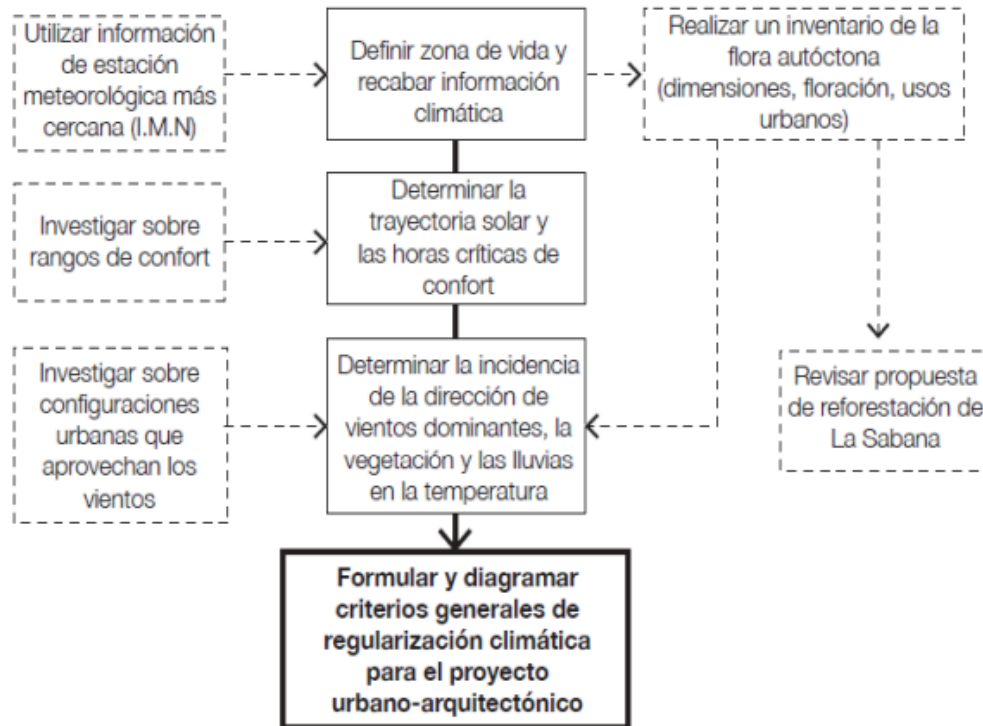 Utilizar información
de estación
meteorológica más
cercana (I.M.N)
Definir zona de vida y
recabar información
climática
Realizar un inventario de la
flora autóctona
(dimensiones, floración, usos
urbanos)
Investigar sobre
rangos de confort
Determinar la
trayectoria solar y
las horas críticas de
confort
Investigar sobre
configuraciones
urbanas que
aprovechan los
vientos
Determinar la incidencia
de la dirección de
vientos dominantes, la
vegetación y las lluvias
en la temperatura
Revisar propuesta
de reforestación de
La Sabana
Formular y diagramar
criterios generales de
regularización climática
para el proyecto
urbano-arquitectónico